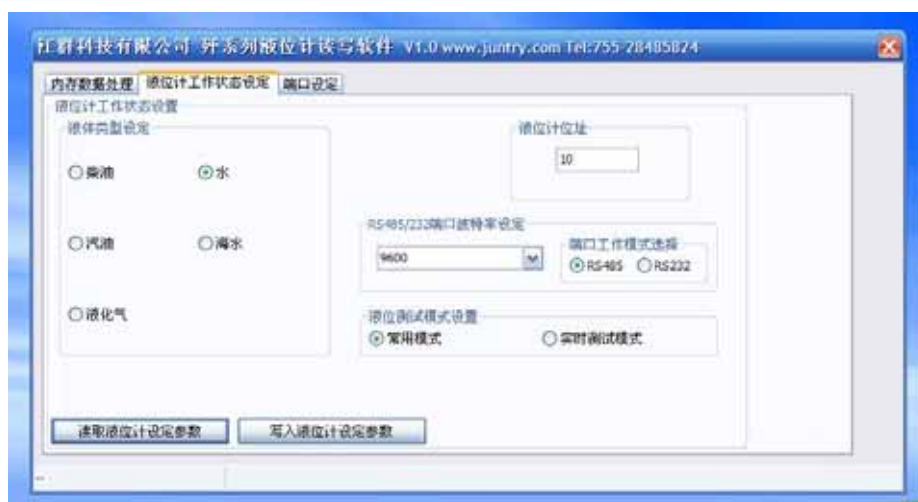 江群科技有限公司 轩系列液位计读写软件 V1.0 www.juntry.com Tel:755-28485824
内存数据处理 液位计工作状态设定 端口设定
液位计工作状态设置
液体类型设定
液位计位址
柴油 水
10
RS485/232端口波特率设定
汽油 海水
9600
端口工作模式选择
RS485 RS232
液化气
液位测试模式设置
常用模式 实时测试模式
读取液位计设定参数 写入液位计设定参数